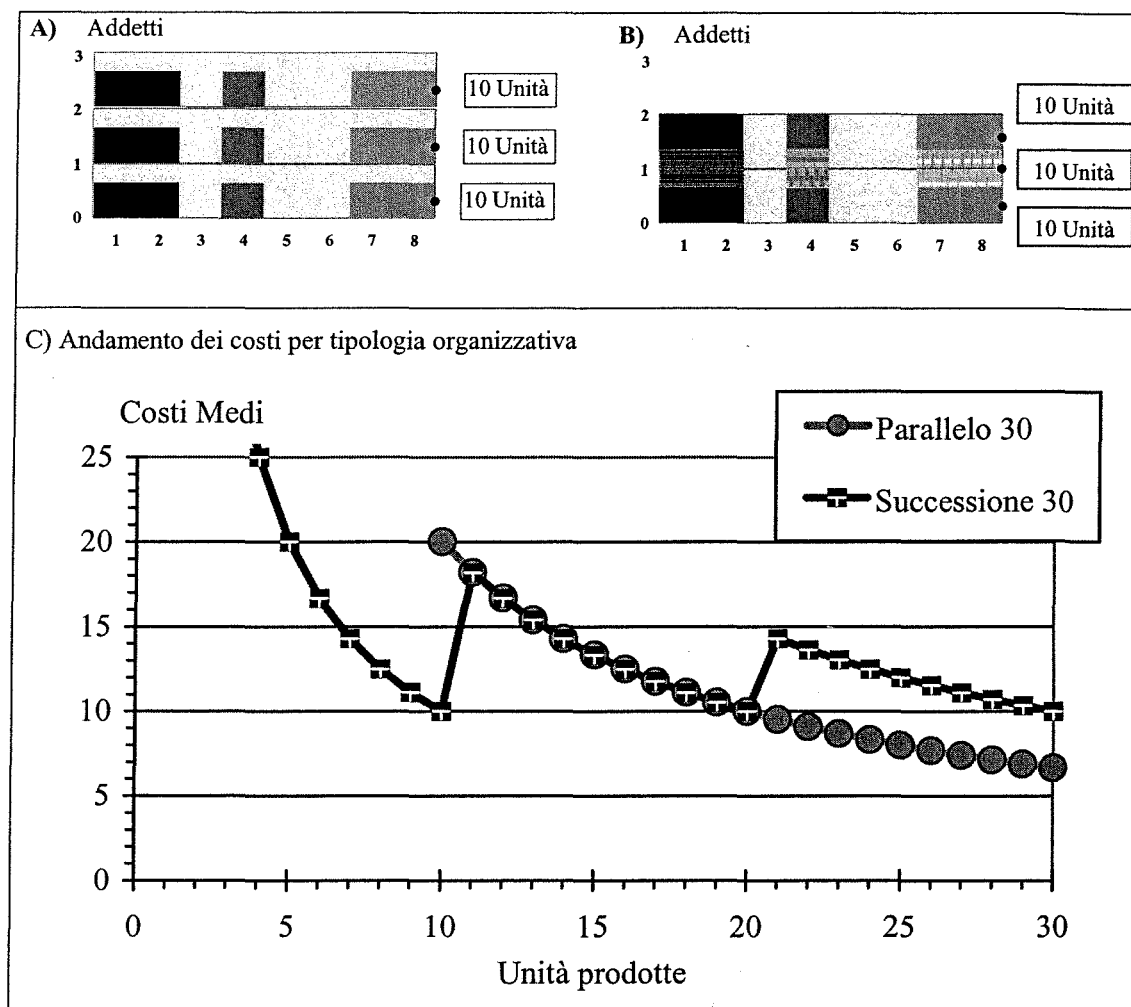 A) Addetti
3
2
1
0
10 Unità
10 Unità
10 Unità
1 2 3 4 5 6 7 8
B) Addetti
3
2
1
0
10 Unità
10 Unità
10 Unità
1 2 3 4 5 6 7 8
C) Andamento dei costi per tipologia organizzativa
Costi Medi
Parallelo 30
Successione 30
25
20
15
10
5
0
0 5 10 15 20 25 30
Unità prodotte